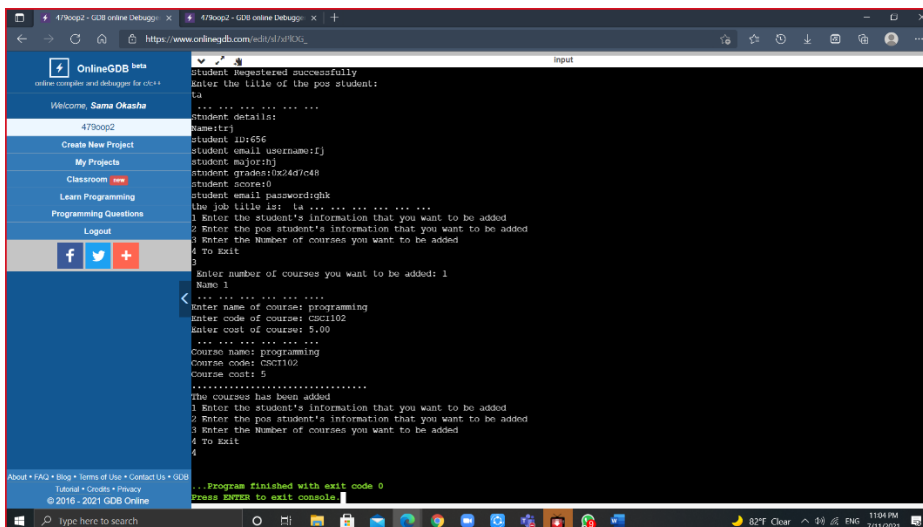 479oop2 - GDB online Debugge
479oop2 - GDB online Debugge
https://www.onlinegdb.com/edit/sl/xPlOG_
OnlineGDB beta
online compiler and debugger for c/c++
Welcome, Sama Okasha
479oop2
Create New Project
My Projects
Classroom new
Learn Programming
Programming Questions
Logout
About • FAQ • Blog • Terms of Use • Contact Us • GDB
Tutorial • Credits • Privacy
© 2016 - 2021 GDB Online
input
Student Regestered successfully
Enter the title of the pos student:
ta
... ... ... ... ... ...
Student details:
Name:trj
student ID:656
student email username:fj
student major:hj
student grades:0x24d7c48
student score:0
student email password:ghk
the job title is:  ta ... ... ... ... ... ...
1 Enter the student's information that you want to be added
2 Enter the pos student's information that you want to be added
3 Enter the Number of courses you want to be added
4 To Exit
3
Enter number of courses you want to be added: 1
Name 1
... ... ... ... ... ....
Enter name of course: programming
Enter code of course: CSCI102
Enter cost of course: 5.00
... ... ... ... ... ...
Course name: programming
Course code: CSCI102
Course cost: 5
.................................
The courses has been added
1 Enter the student's information that you want to be added
2 Enter the pos student's information that you want to be added
3 Enter the Number of courses you want to be added
4 To Exit
4
...Program finished with exit code 0
Press ENTER to exit console.
Type here to search
82°F Clear
ENG
11:04 PM
7/11/2021